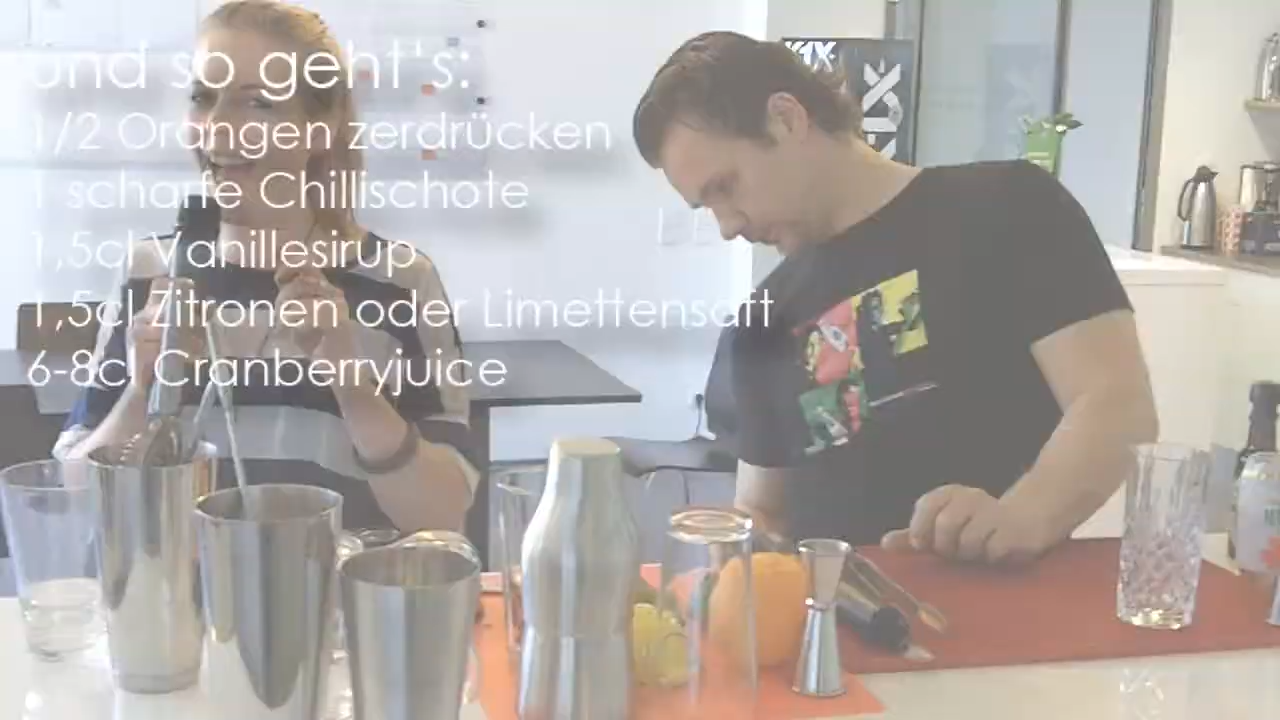 und so geht's:
1/2 Orangen zerdrücken
1 scharfe Chillischote
1,5cl Vanillesirup
1,5cl Zitronen oder Limettensaft
6-8cl Cranberryjuice